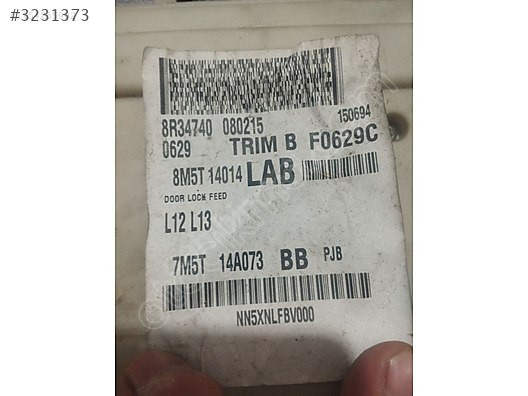 #3231373
8R34740 080215
150694
0629 TRIM B F0629C
8M5T 14014 LAB
DOOR LOCK FEED
L12 L13
7M5T 14A073 BB PJB
NN5XNLFBV000